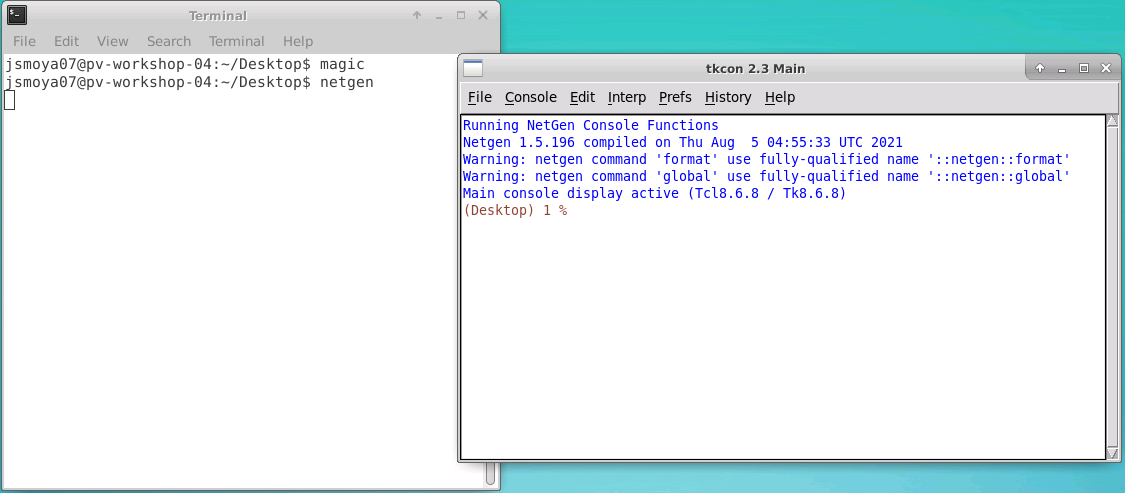 Terminal
File Edit View Search Terminal Help
jsmoya07@pv-workshop-04:~/Desktop$ magic
jsmoya07@pv-workshop-04:~/Desktop$ netgen
tkcon 2.3 Main
File Console Edit Interp Prefs History Help
Running NetGen Console Functions
Netgen 1.5.196 compiled on Thu Aug  5 04:55:33 UTC 2021
Warning: netgen command 'format' use fully-qualified name '::netgen::format'
Warning: netgen command 'global' use fully-qualified name '::netgen::global'
Main console display active (Tcl8.6.8 / Tk8.6.8)
(Desktop) 1 %